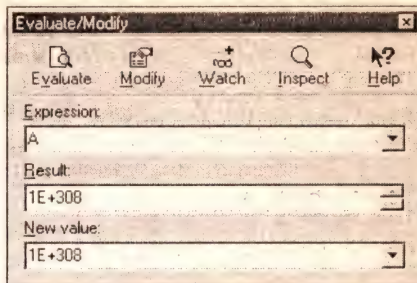 Evaluate/Modify
Evaluate Modify Watch Inspect Help
Expression:
A
Result:
1E+308
New value:
1E+308